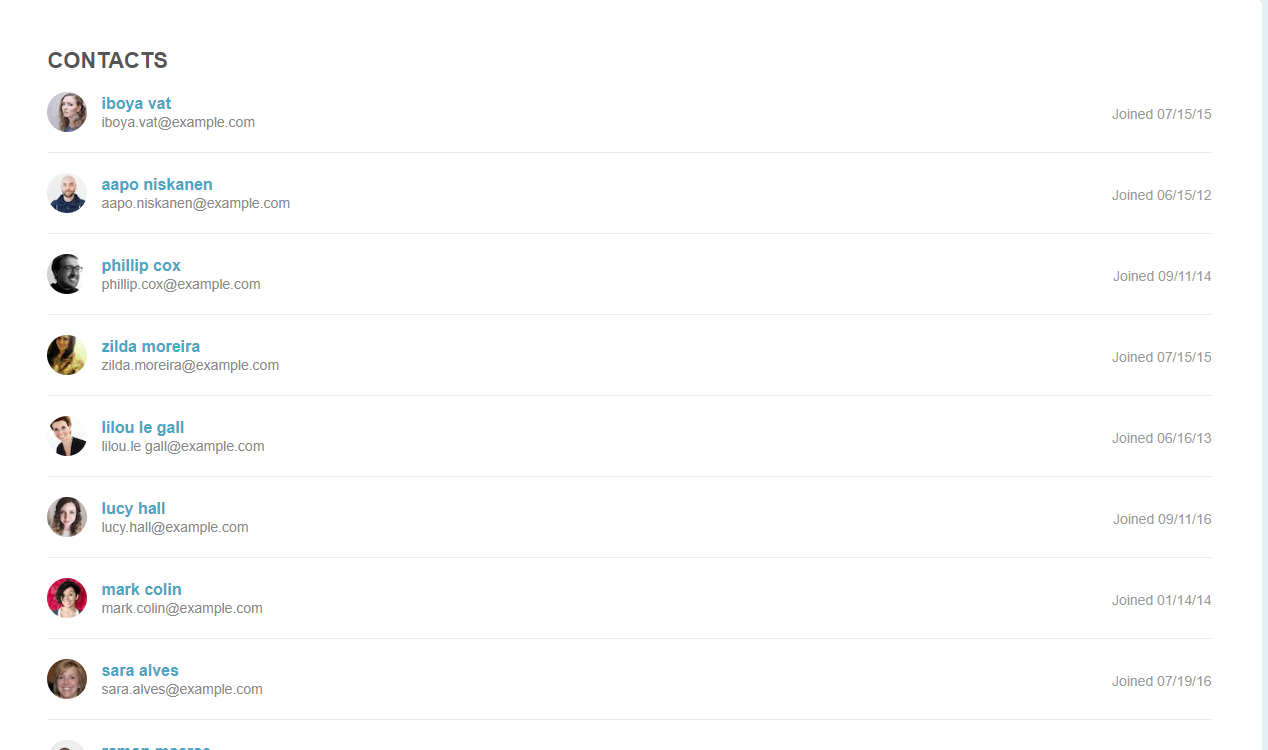 CONTACTS
iboya vat
iboya.vat@example.com
Joined 07/15/15
aapo niskanen
aapo.niskanen@example.com
Joined 06/15/12
phillip cox
phillip.cox@example.com
Joined 09/11/14
zilda moreira
zilda.moreira@example.com
Joined 07/15/15
lilou le gall
lilou.le gall@example.com
Joined 06/16/13
lucy hall
lucy.hall@example.com
Joined 09/11/16
mark colin
mark.colin@example.com
Joined 01/14/14
sara alves
sara.alves@example.com
Joined 07/19/16